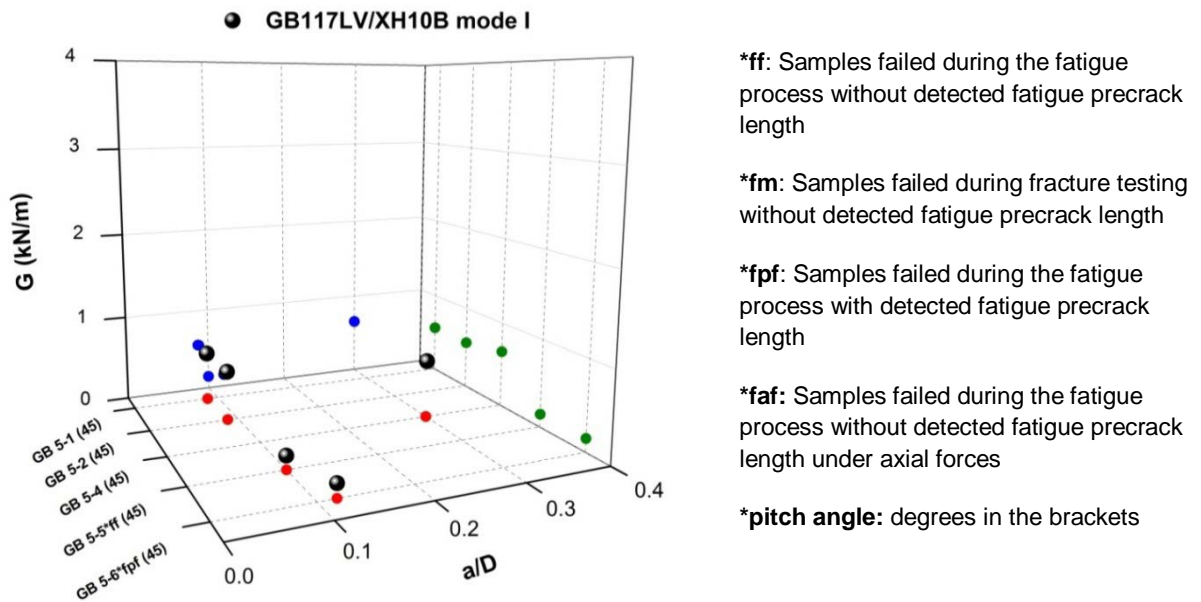 GB117LV/XH10B mode I
4
3
2
1
0
G (kN/m)
GB 5-1 (45)
GB 5-2 (45)
GB 5-4 (45)
GB 5-5*ff (45)
GB 5-6*fpf (45)
0.0
0.1
0.2
0.3
0.4
a/D
*ff: Samples failed during the fatigue
process without detected fatigue precrack
length
*fm: Samples failed during fracture testing
without detected fatigue precrack length
*fpf: Samples failed during the fatigue
process with detected fatigue precrack
length
*faf: Samples failed during the fatigue
process without detected fatigue precrack
length under axial forces
*pitch angle: degrees in the brackets